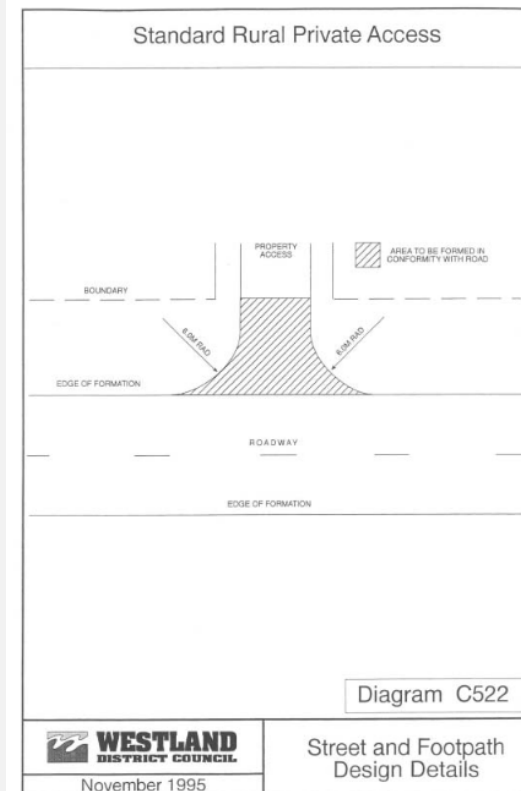 Standard Rural Private Access
PROPERTY
ACCESS
AREA TO BE FORMED IN
CONFORMITY WITH ROAD
BOUNDARY
6.0M RAD
6.0M RAD
EDGE OF FORMATION
ROADWAY
EDGE OF FORMATION
Diagram C522
WESTLAND
DISTRICT COUNCIL
November 1995
Street and Footpath
Design Details